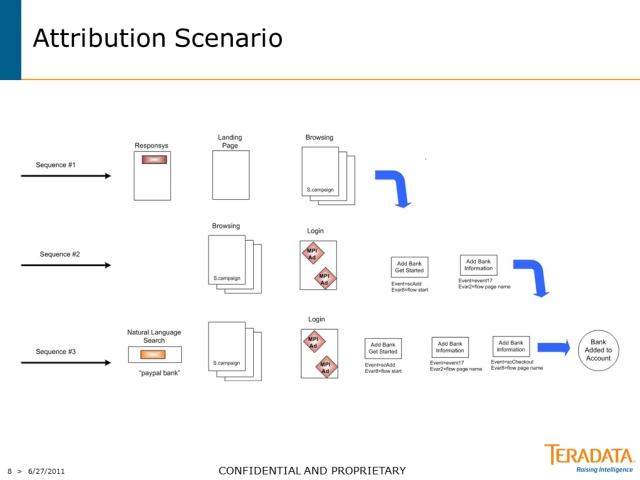 Attribution Scenario
Responsys
Landing
Page
Browsing
Sequence #1
S.campaign
Browsing
Login
Sequence #2
MPI
Ad
MPI
Ad
S.campaign
Add Bank
Get Started
Add Bank
Information
Event=scAdd
Evar8=flow start
Event=event17
Evar2=flow page name
Natural Language
Search
Login
Sequence #3
"paypal bank"
S.campaign
MPI
Ad
MPI
Ad
Add Bank
Get Started
Add Bank
Information
Add Bank
Information
Event=scAdd
Evar8=flow start
Event=event17
Evar2=flow page name
Event=scCheckout
Evar8=flow page name
Bank
Added to
Account
8 > 6/27/2011
CONFIDENTIAL AND PROPRIETARY
TERADATA
Raising Intelligence